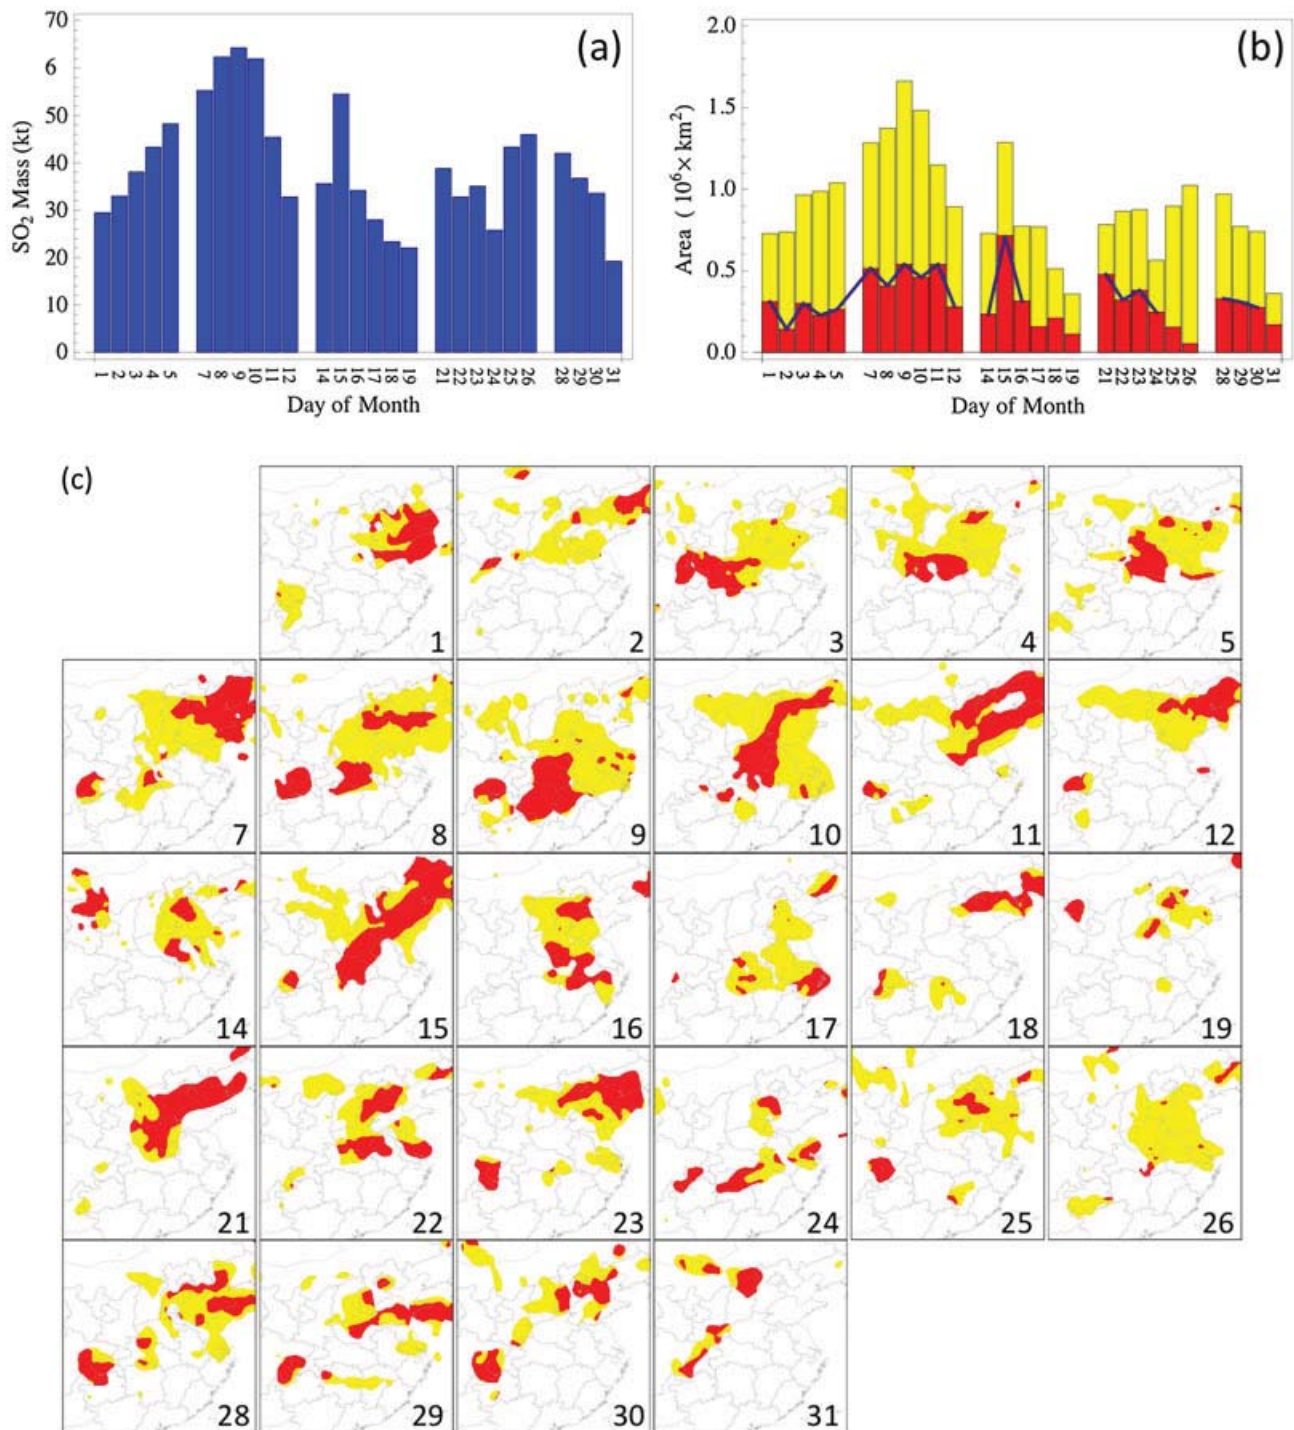 (a)
SO2 Mass (kt)
70
6
50
40
30
20
10
0
1 2 3 4 5 7 8 9 10 11 12 14 15 16 17 18 19 21 22 23 24 25 26 28 29 30 31
Day of Month
(b)
Area ( 10⁶× km²)
2.0
1.5
1.0
0.5
0.0
1 2 3 4 5 7 8 9 10 11 12 14 15 16 17 18 19 21 22 23 24 25 26 28 29 30 31
Day of Month
(c)
1 2 3 4 5
7 8 9 10 11 12
14 15 16 17 18 19
21 22 23 24 25 26
28 29 30 31